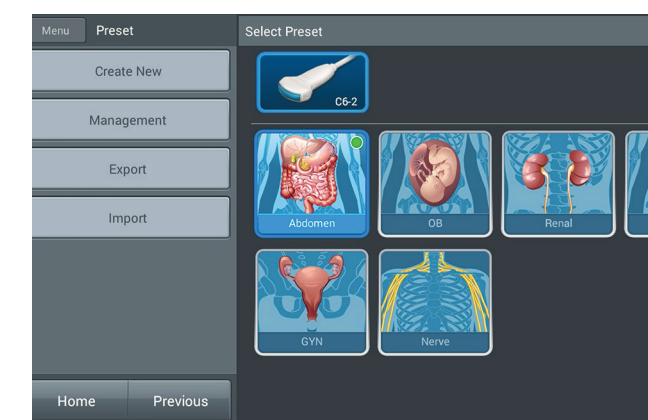 Menu Preset
Select Preset
Create New
Management
Export
Import
C6-2
Abdomen
OB
Renal
GYN
Nerve
Home
Previous